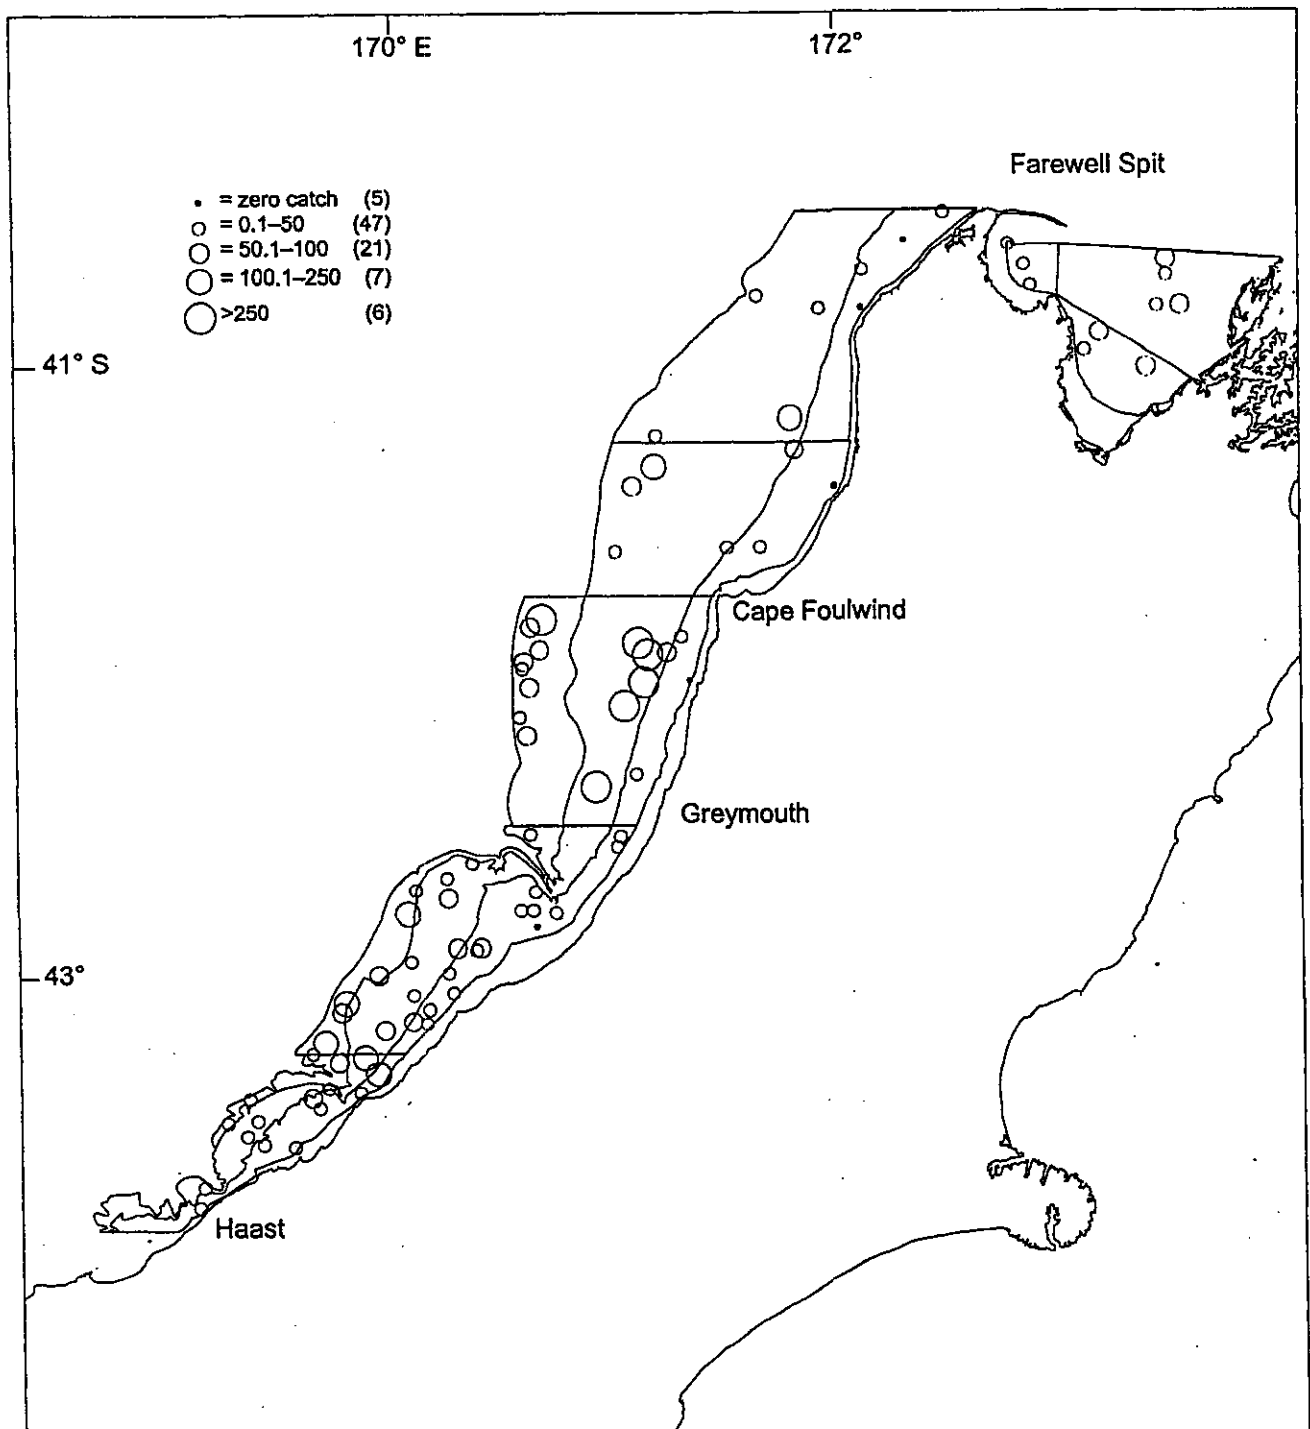 170° E
172°
Farewell Spit
• = zero catch (5)
○ = 0.1–50 (47)
○ = 50.1–100 (21)
○ = 100.1–250 (7)
○ >250 (6)
41° S
Cape Foulwind
Greymouth
43°
Haast